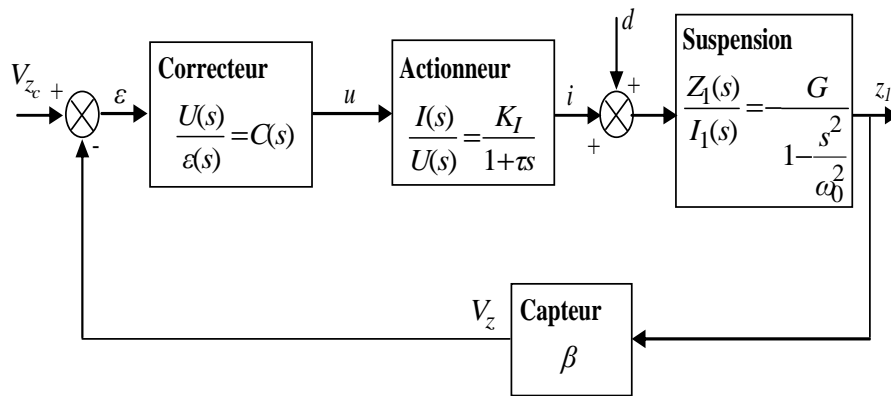 V_{z_c} + - ε
Correcteur
U(s)/ε(s) = C(s)
u
Actionneur
I(s)/U(s) = K_I/(1+τs)
i
d
+ +
Suspension
Z_1(s)/I_1(s) = - G/(1 - s^2/ω_0^2)
z_1
V_z
Capteur
β